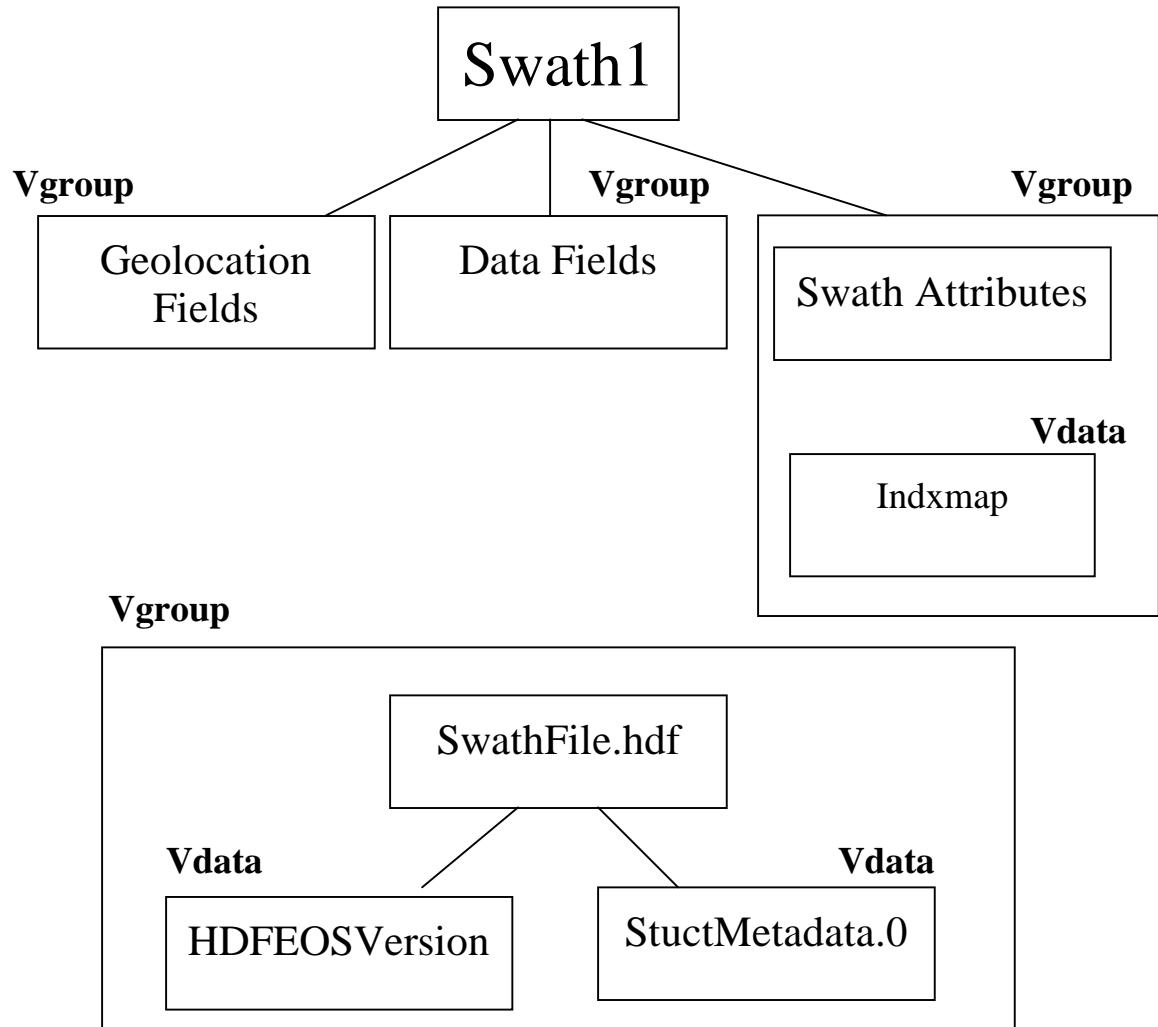 Swath1
Vgroup
Vgroup
Vgroup
Geolocation
Fields
Data Fields
Swath Attributes
Vdata
Indxmap
Vgroup
SwathFile.hdf
Vdata
Vdata
HDFEOSVersion
StuctMetadata.0